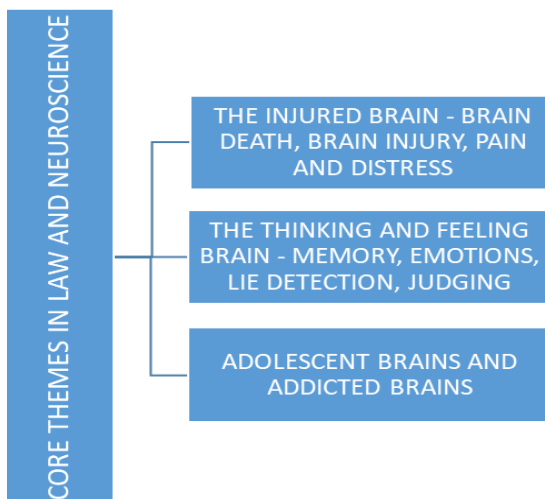 CORE THEMES IN LAW AND NEUROSCIENCE
THE INJURED BRAIN - BRAIN
DEATH, BRAIN INJURY, PAIN
AND DISTRESS
THE THINKING AND FEELING
BRAIN - MEMORY, EMOTIONS,
LIE DETECTION, JUDGING
ADOLESCENT BRAINS AND
ADDICTED BRAINS